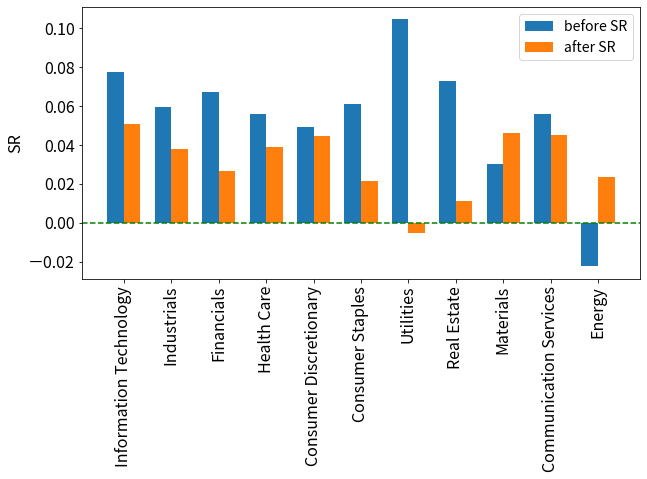 SR
0.10
0.08
0.06
0.04
0.02
0.00
−0.02
before SR
after SR
Information Technology
Industrials
Financials
Health Care
Consumer Discretionary
Consumer Staples
Utilities
Real Estate
Materials
Communication Services
Energy